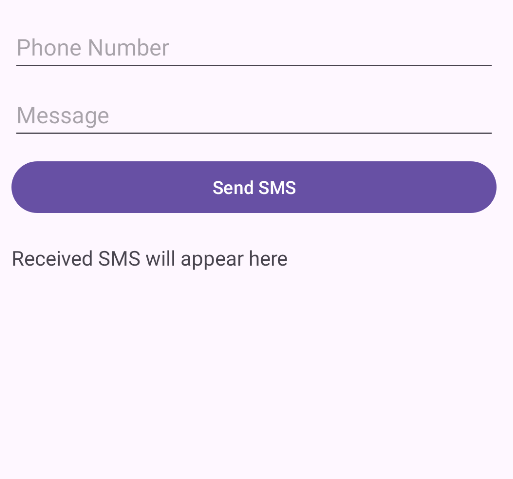 Phone Number
Message
Send SMS
Received SMS will appear here